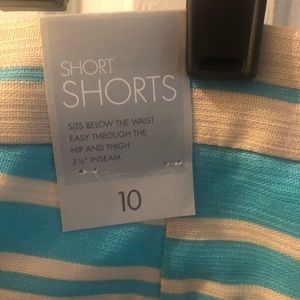 SHORT
SHORTS
SITS BELOW THE WAIST
EASY THROUGH THE
HIP AND THIGH
3½" INSEAM
10